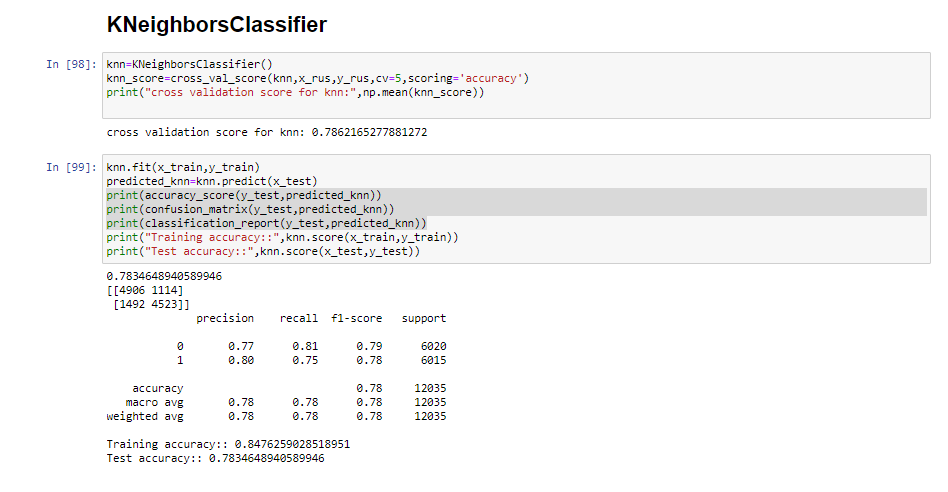 KNeighborsClassifier
In [98]: knn=KNeighborsClassifier()
knn_score=cross_val_score(knn,x_rus,y_rus,cv=5,scoring='accuracy')
print("cross validation score for knn:",np.mean(knn_score))
cross validation score for knn: 0.7862165277881272
In [99]: knn.fit(x_train,y_train)
predicted_knn=knn.predict(x_test)
print(accuracy_score(y_test,predicted_knn))
print(confusion_matrix(y_test,predicted_knn))
print(classification_report(y_test,predicted_knn))
print("Training accuracy::",knn.score(x_train,y_train))
print("Test accuracy::",knn.score(x_test,y_test))
0.7834648940589946
[[4906 1114]
[1492 4523]]
precision recall f1-score support
0 0.77 0.81 0.79 6020
1 0.80 0.75 0.78 6015
accuracy 0.78 12035
macro avg 0.78 0.78 0.78 12035
weighted avg 0.78 0.78 0.78 12035
Training accuracy:: 0.8476259028518951
Test accuracy:: 0.7834648940589946